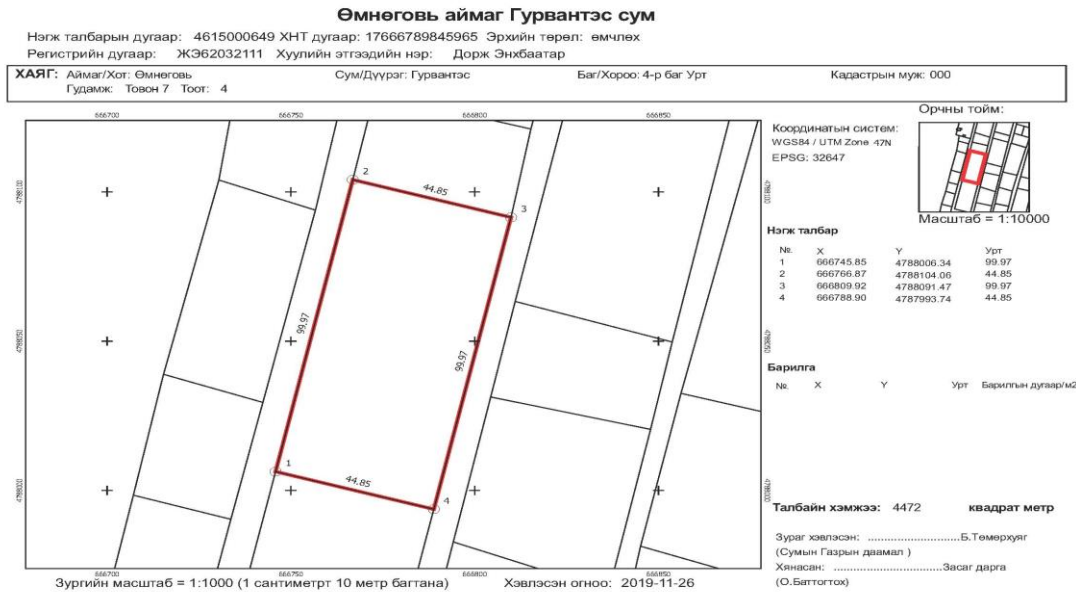 Өмнөговь аймаг Гурвантэс сум
Нэгж талбарын дугаар: 4615000649 ХНТ дугаар: 17666789845965 Эрхийн төрөл: өмчлөх
Регистрийн дугаар: ЖЭ62032111 Хуулийн этгээдийн нэр: Дорж Энхбаатар
ХАЯГ: Аймаг/Хот: Өмнөговь Сум/Дүүрэг: Гурвантэс Баг/Хороо: 4-р баг Урт Кадастрын муж: 000
Гудамж: Товон 7 Тоот: 4
Орчны тойм:
666700 666750 666800 666850
Координатын систем:
WGS84 / UTM Zone 47N
EPSG: 32647
2
44.85
4788100
4788100
3
Масштаб = 1:10000
Нэгж талбар
№ X Y Урт
1 666745.85 4788006.34 99.97
2 666766.87 4788104.06 44.85
3 666809.92 4788091.47 99.97
4 666788.90 4787993.74 44.85
99.97
4788050
4788050
99.97
Барилга
№ X Y Урт Барилгын дугаар/м2
1
44.85
4788000
4788000
4
Талбайн хэмжээ: 4472 квадрат метр
Зураг хэвлэсэн: ........................Б.Төмөрхуяг
(Сумын Газрын даамал )
Хянасан: ............................Засаг дарга
(О.Баттогтох)
666700 666750 666800 666850
Зургийн масштаб = 1:1000 (1 сантиметрт 10 метр багтана) Хэвлэсэн огноо: 2019-11-26